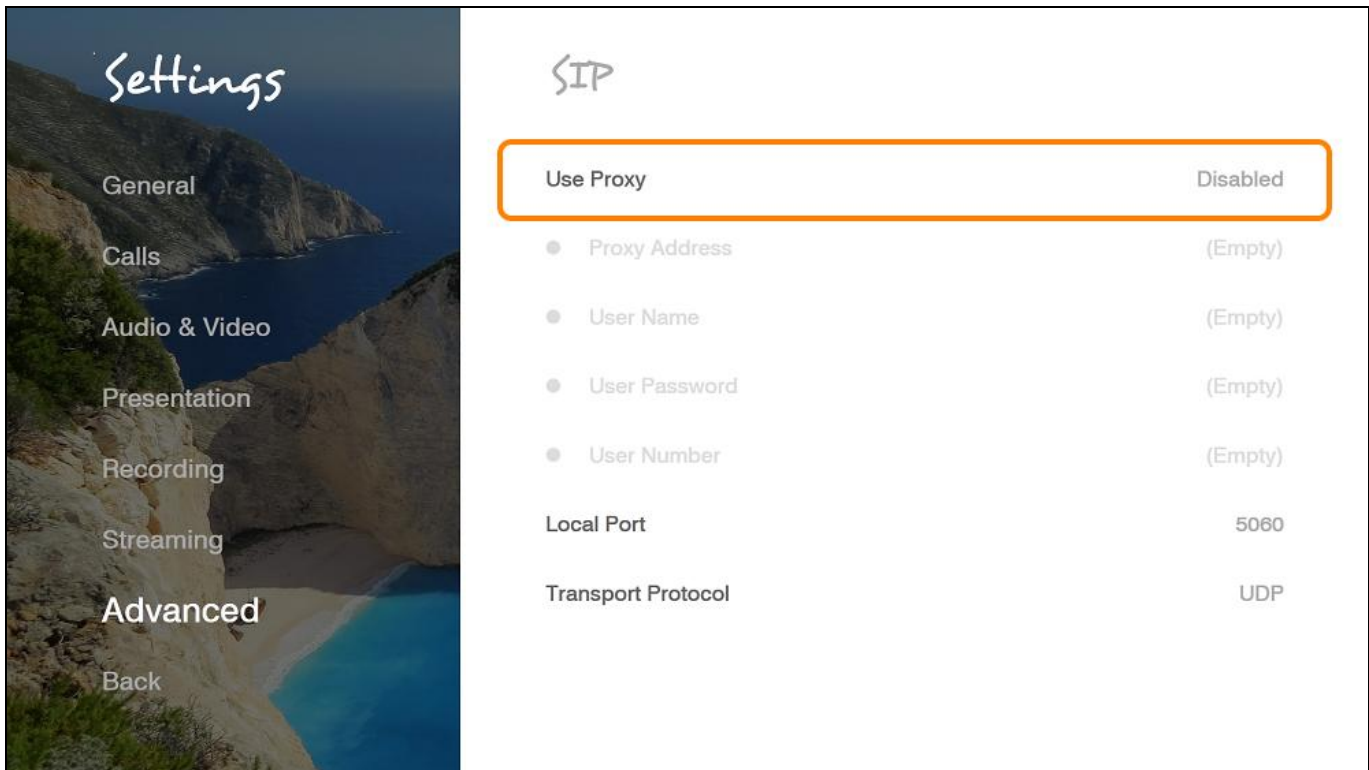 Settings
General
Calls
Audio & Video
Presentation
Recording
Streaming
Advanced
Back
SIP
Use Proxy Disabled
Proxy Address (Empty)
User Name (Empty)
User Password (Empty)
User Number (Empty)
Local Port 5060
Transport Protocol UDP